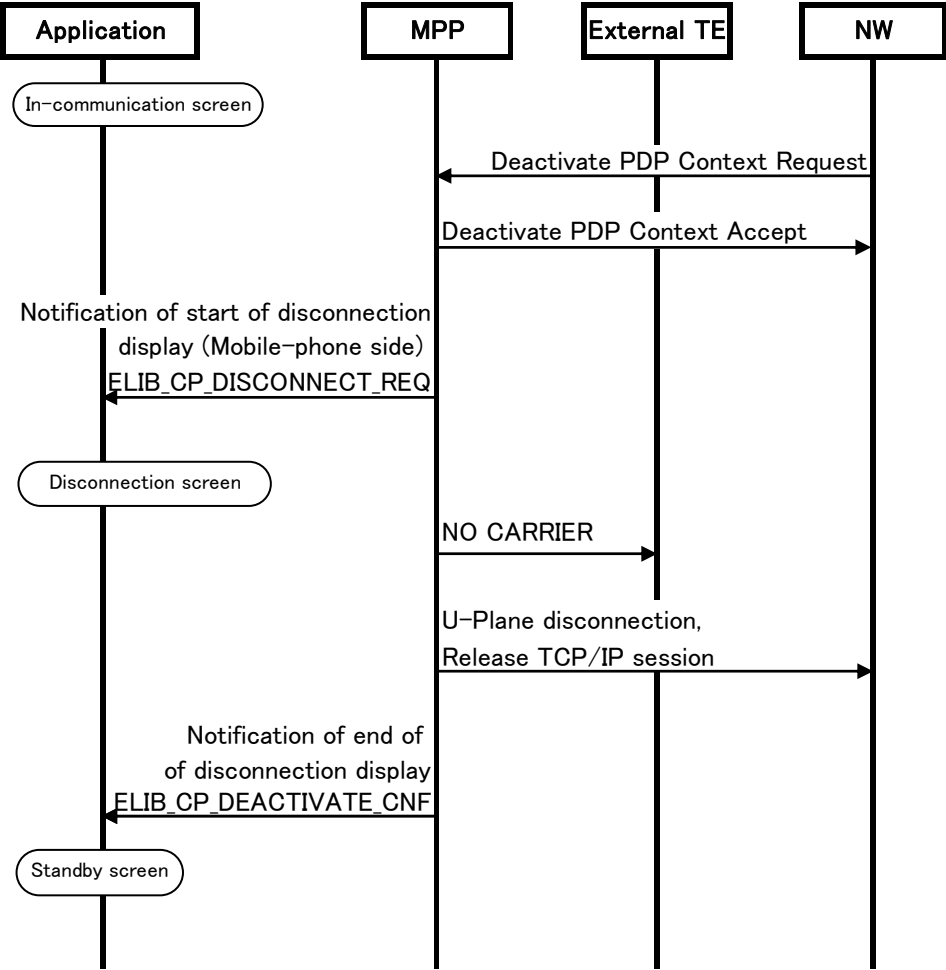 Application
MPP
External TE
NW
In-communication screen
Deactivate PDP Context Request
Deactivate PDP Context Accept
Notification of start of disconnection
display (Mobile-phone side)
ELIB_CP_DISCONNECT_REQ
Disconnection screen
NO CARRIER
U-Plane disconnection,
Release TCP/IP session
Notification of end of
of disconnection display
ELIB_CP_DEACTIVATE_CNF
Standby screen